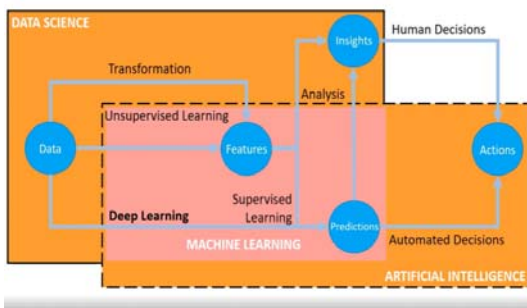 DATA SCIENCE
Insights
Human Decisions
Transformation
Analysis
Unsupervised Learning
Data
Features
Actions
Supervised
Learning
Deep Learning
Predictions
MACHINE LEARNING
Automated Decisions
ARTIFICIAL INTELLIGENCE